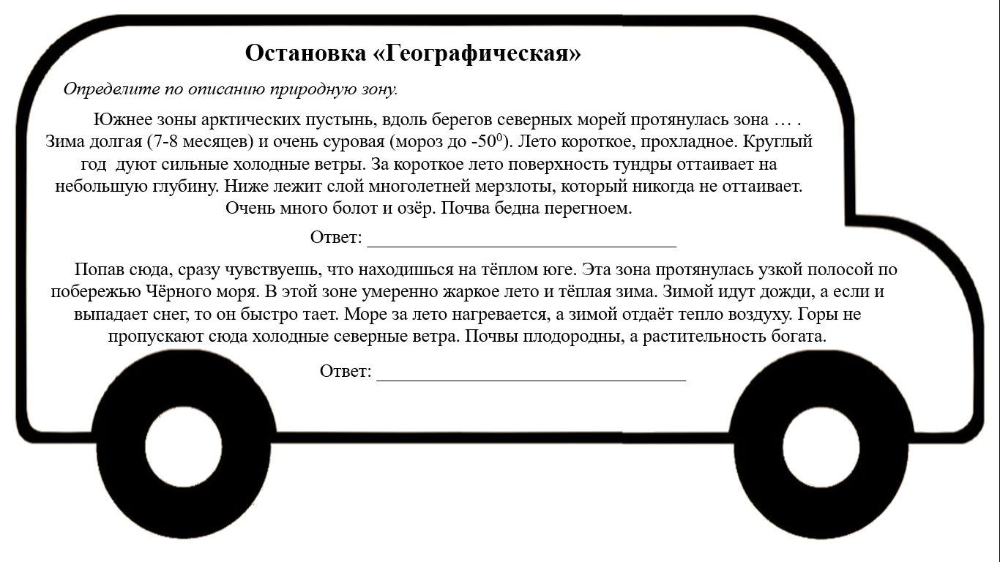 Остановка «Географическая»
Определите по описанию природную зону.
Южнее зоны арктических пустынь, вдоль берегов северных морей протянулась зона … .
Зима долгая (7-8 месяцев) и очень суровая (мороз до -50⁰). Лето короткое, прохладное. Круглый
год  дуют сильные холодные ветры. За короткое лето поверхность тундры оттаивает на
небольшую глубину. Ниже лежит слой многолетней мерзлоты, который никогда не оттаивает.
Очень много болот и озёр. Почва бедна перегноем.
Ответ: __________________________________
Попав сюда, сразу чувствуешь, что находишься на тёплом юге. Эта зона протянулась узкой полосой по
побережью Чёрного моря. В этой зоне умеренно жаркое лето и тёплая зима. Зимой идут дожди, а если и
выпадает снег, то он быстро тает. Море за лето нагревается, а зимой отдаёт тепло воздуху. Горы не
пропускают сюда холодные северные ветра. Почвы плодородны, а растительность богата.
Ответ: __________________________________